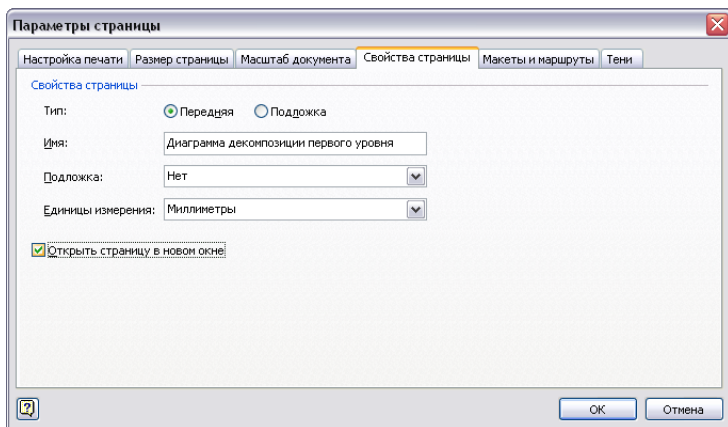 Параметры страницы
Настройка печати Размер страницы Масштаб документа Свойства страницы Макеты и маршруты Тени
Свойства страницы
Тип: Передняя Подложка
Имя: Диаграмма декомпозиции первого уровня
Подложка: Нет
Единицы измерения: Миллиметры
Открыть страницу в новом окне
? OK Отмена